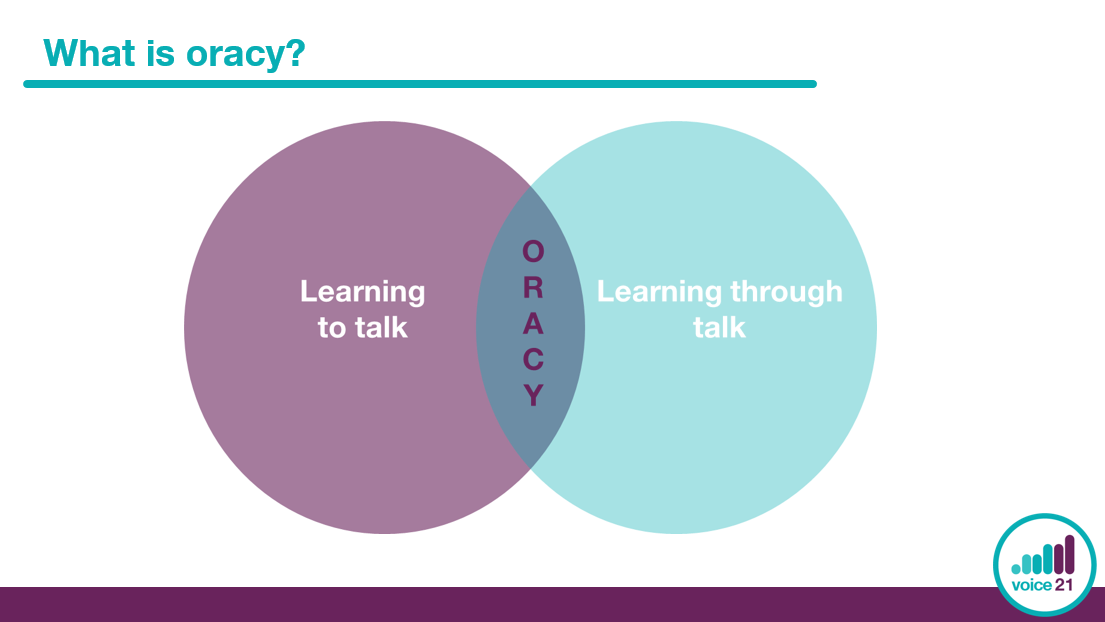 What is oracy?
Learning
to talk
O
R
A
C
Y
Learning through
talk
voice 21